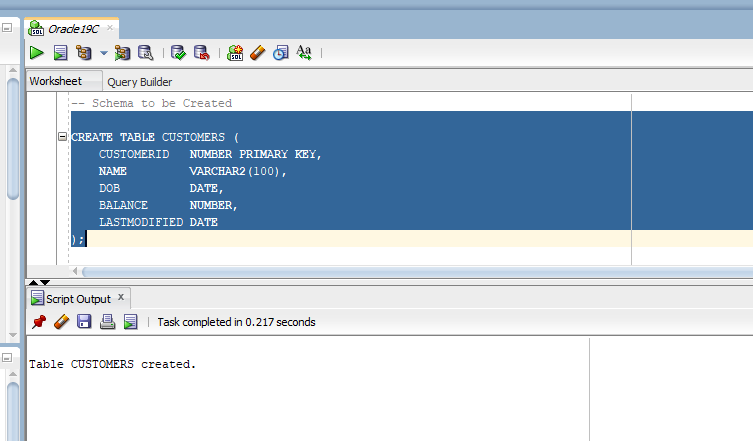 Oracle19C
Worksheet Query Builder
-- Schema to be Created
CREATE TABLE CUSTOMERS (
CUSTOMERID NUMBER PRIMARY KEY,
NAME VARCHAR2(100),
DOB DATE,
BALANCE NUMBER,
LASTMODIFIED DATE
);
Script Output x
Task completed in 0.217 seconds
Table CUSTOMERS created.